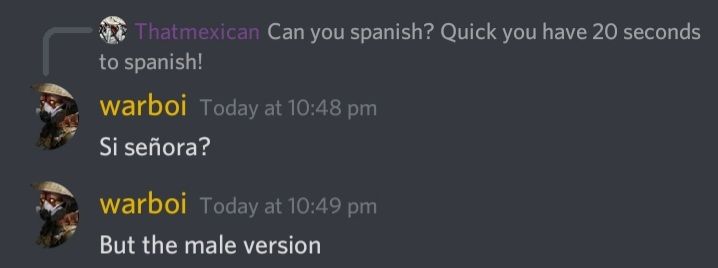 Thatmexican Can you spanish? Quick you have 20 seconds
to spanish!
warboi Today at 10:48 pm
Si señora?
warboi Today at 10:49 pm
But the male version